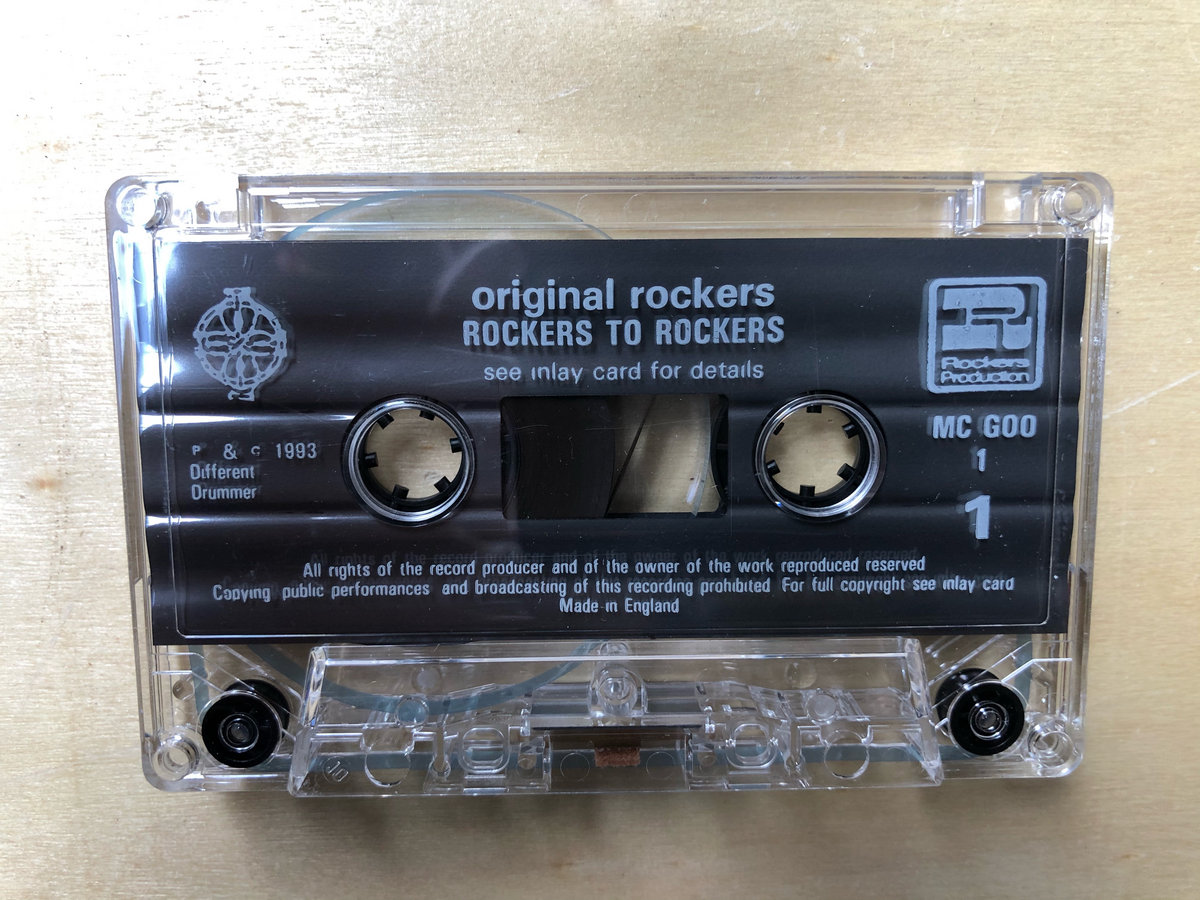 original rockers
ROCKERS TO ROCKERS
see inlay card for details
R
Rockers
Production
MC GOO
1
1
P & C 1993
Different
Drummer
All rights of the record producer and of the owner of the work reproduced reserved
Copying public performances and broadcasting of this recording prohibited For full copyright see inlay card
Made in England